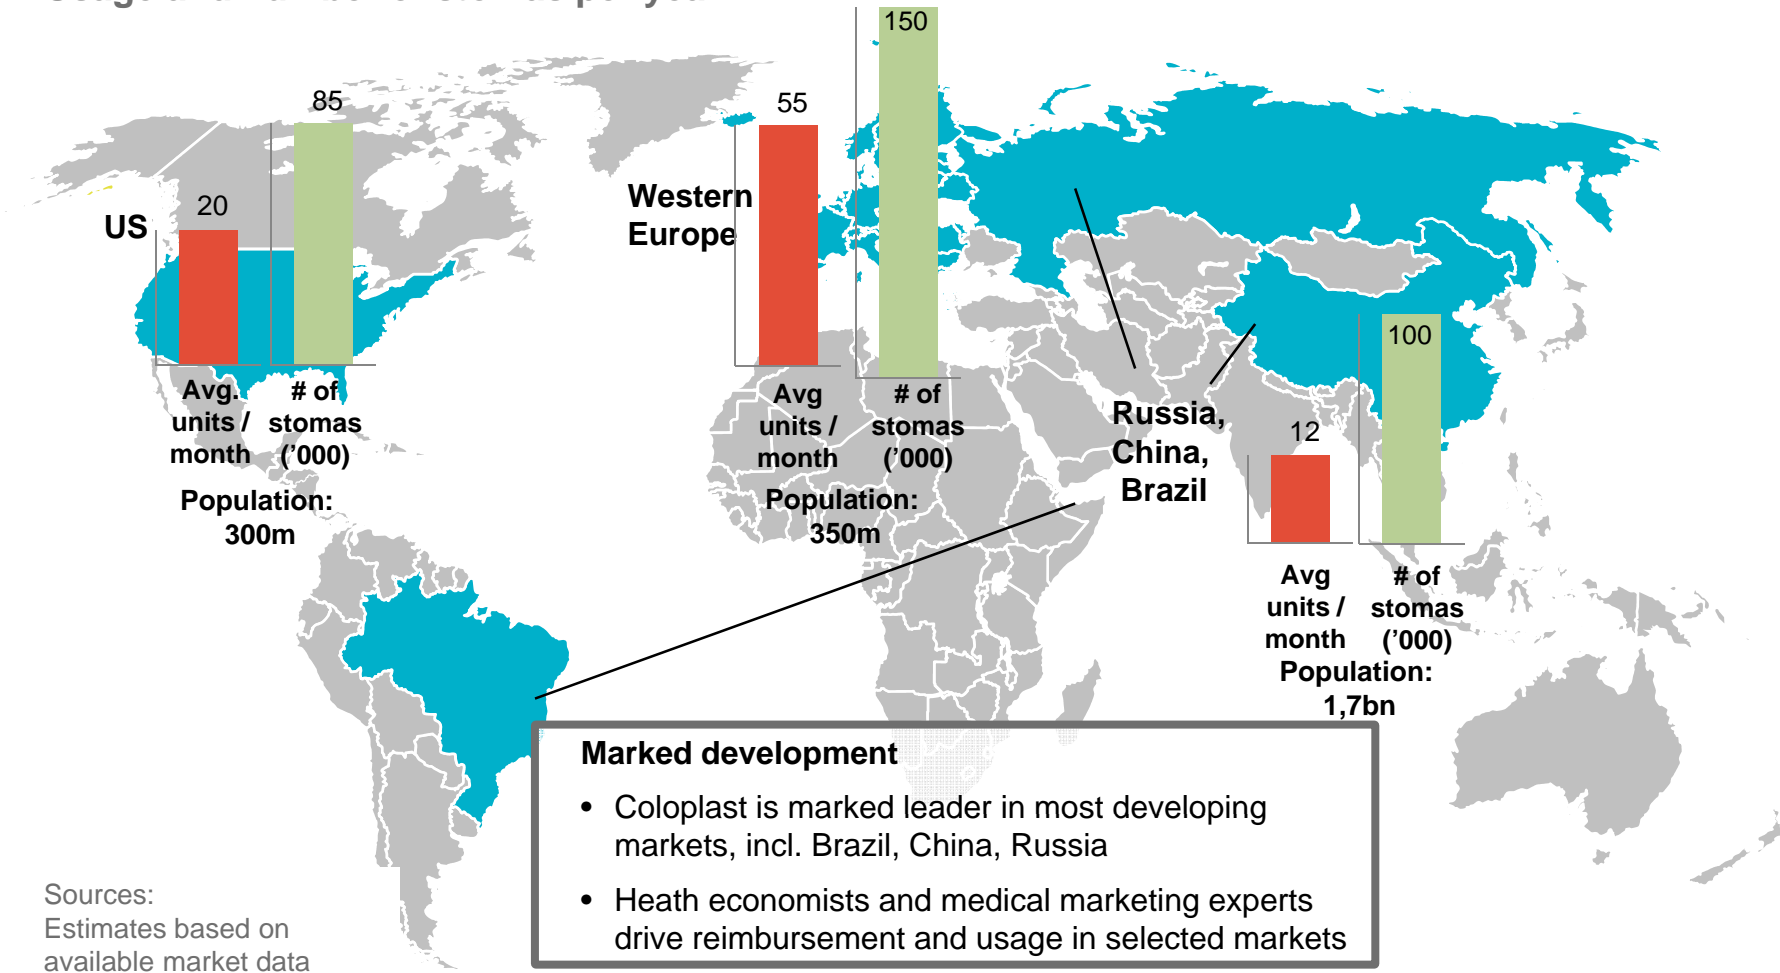 85
20
US
Avg.
units /
month
# of
stomas
('000)
Population:
300m
55
150
Western
Europe
Avg
units /
month
# of
stomas
('000)
Population:
350m
100
12
Russia,
China,
Brazil
Avg
units /
month
# of
stomas
('000)
Population:
1,7bn
Marked development
• Coloplast is marked leader in most developing
markets, incl. Brazil, China, Russia
• Heath economists and medical marketing experts
drive reimbursement and usage in selected markets
Sources:
Estimates based on
available market data